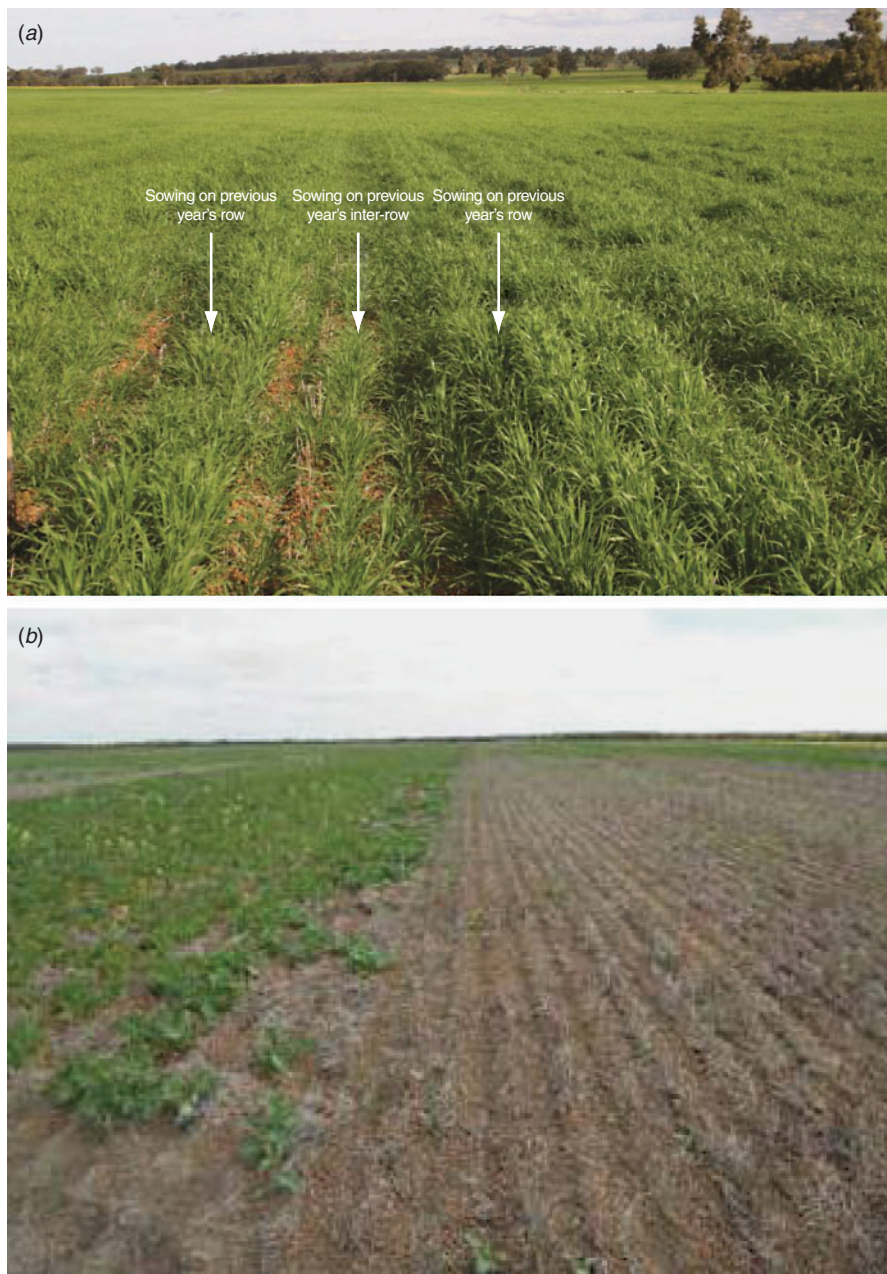 (a)
Sowing on previous
year's row
Sowing on previous
year's inter-row
Sowing on previous
year's row
(b)